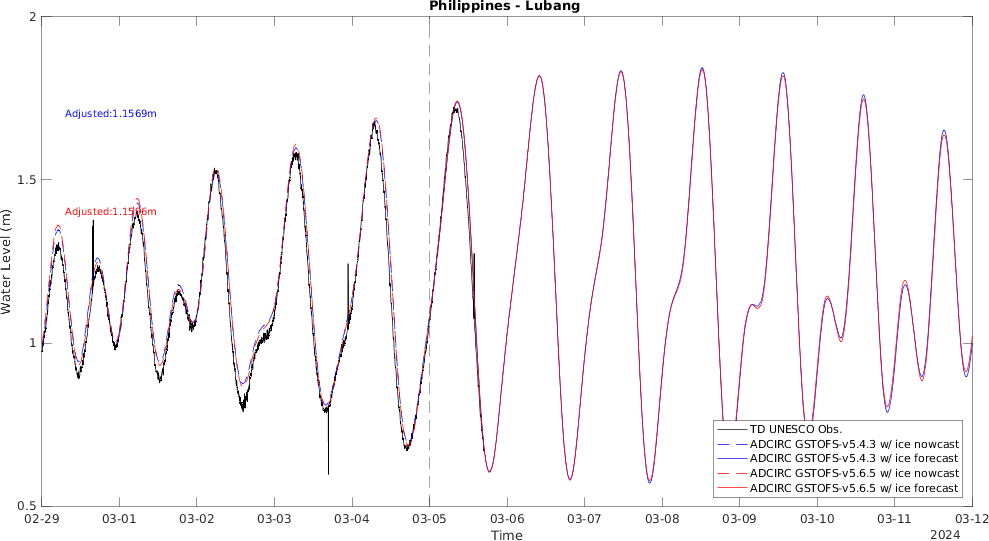 Philippines - Lubang
2
Adjusted:1.1569m
1.5
Water Level (m)
1
TD UNESCO Obs.
ADCIRC GSTOFS-v5.4.3 w/ ice nowcast
ADCIRC GSTOFS-v5.4.3 w/ ice forecast
ADCIRC GSTOFS-v5.6.5 w/ ice nowcast
ADCIRC GSTOFS-v5.6.5 w/ ice forecast
0.5
02-29 03-01 03-02 03-03 03-04 03-05 03-06 03-07 03-08 03-09 03-10 03-11 03-12
Time
2024